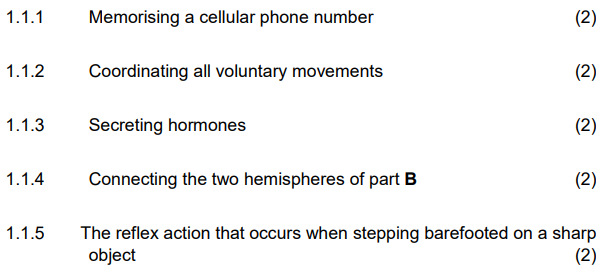 1.1.1 Memorising a cellular phone number (2)
1.1.2 Coordinating all voluntary movements (2)
1.1.3 Secreting hormones (2)
1.1.4 Connecting the two hemispheres of part B (2)
1.1.5 The reflex action that occurs when stepping barefooted on a sharp
object (2)